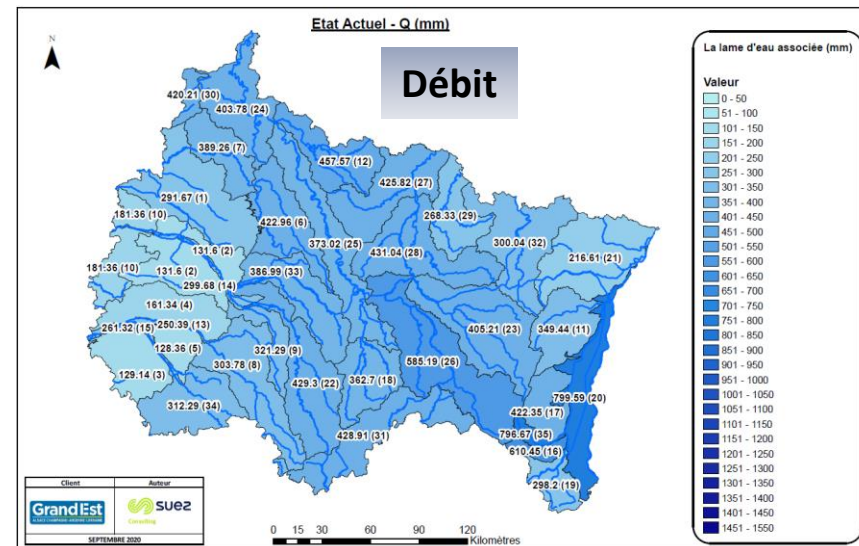 Etat Actuel - Q (mm)
Débit
N
420.21 (30)
403.78 (24)
389.26 (7)
457.57 (12)
425.82 (27)
291.67 (1)
268.33 (29)
181.36 (10)
422.96 (6)
373.02 (25)
300.04 (32)
431.04 (28)
216.61 (21)
131.6 (2)
181.36 (10)
131.6 (2)
386.99 (33)
299.68 (14)
161.34 (4)
261.32 (15)
250.39 (13)
405.21 (23)
349.44 (11)
128.36 (5)
321.29 (9)
303.78 (8)
585.19 (26)
129.14 (3)
429.3 (22)
362.7 (18)
799.59 (20)
312.29 (34)
422.35 (17)
428.91 (31)
796.67 (35)
610.45 (16)
298.2 (19)
La lame d'eau associée (mm)
Valeur
0 - 50
51 - 100
101 - 150
151 - 200
201 - 250
251 - 300
301 - 350
351 - 400
401 - 450
451 - 500
501 - 550
551 - 600
601 - 650
651 - 700
701 - 750
751 - 800
801 - 850
851 - 900
901 - 950
951 - 1000
1001 - 1050
1051 - 1100
1101 - 1150
1151 - 1200
1201 - 1250
1251 - 1300
1301 - 1350
1351 - 1400
1401 - 1450
1451 - 1550
Client Auteur
GrandEst
ALSACE CHAMPAGNE-ARDENNE LORRAINE
suez
Consulting
SEPTEMBRE 2020
0 15 30 60 90 120
Kilomètres